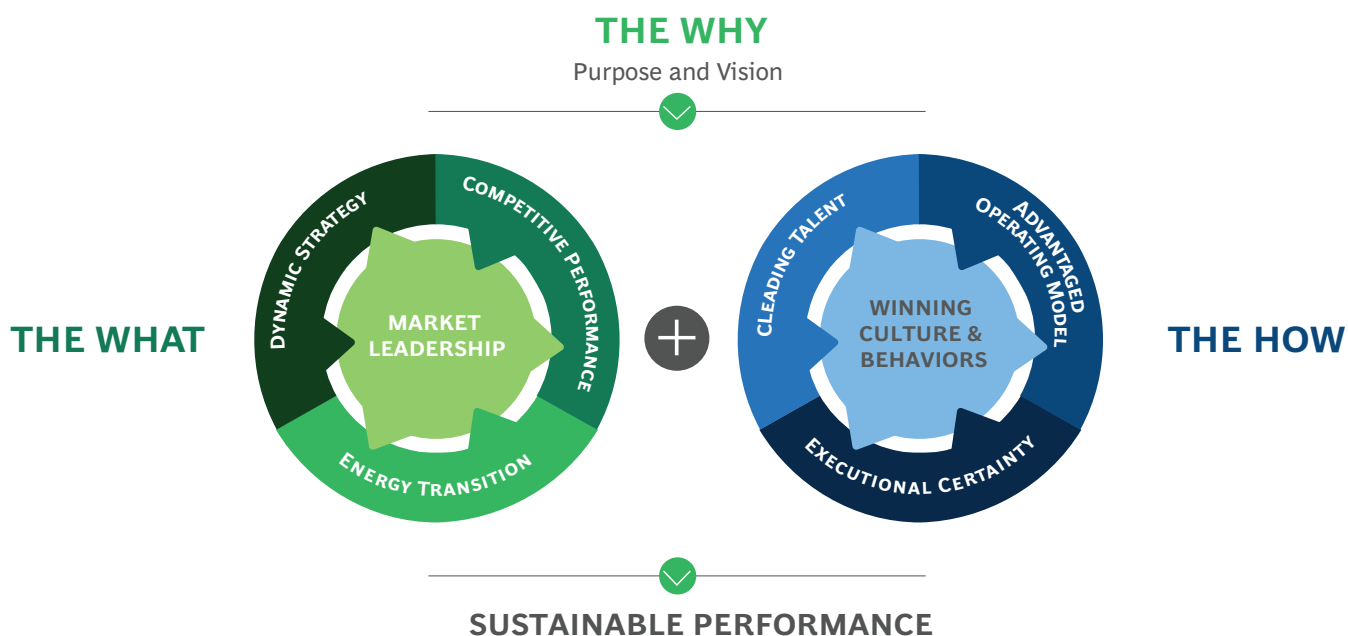 THE WHY
Purpose and Vision
THE WHAT
DYNAMIC STRATEGY
COMPETITIVE PERFORMANCE
ENERGY TRANSITION
MARKET
LEADERSHIP
CLEADING TALENT
ADVANTAGED
OPERATING MODEL
EXECUTIONAL CERTAINTY
WINNING
CULTURE &
BEHAVIORS
THE HOW
SUSTAINABLE PERFORMANCE